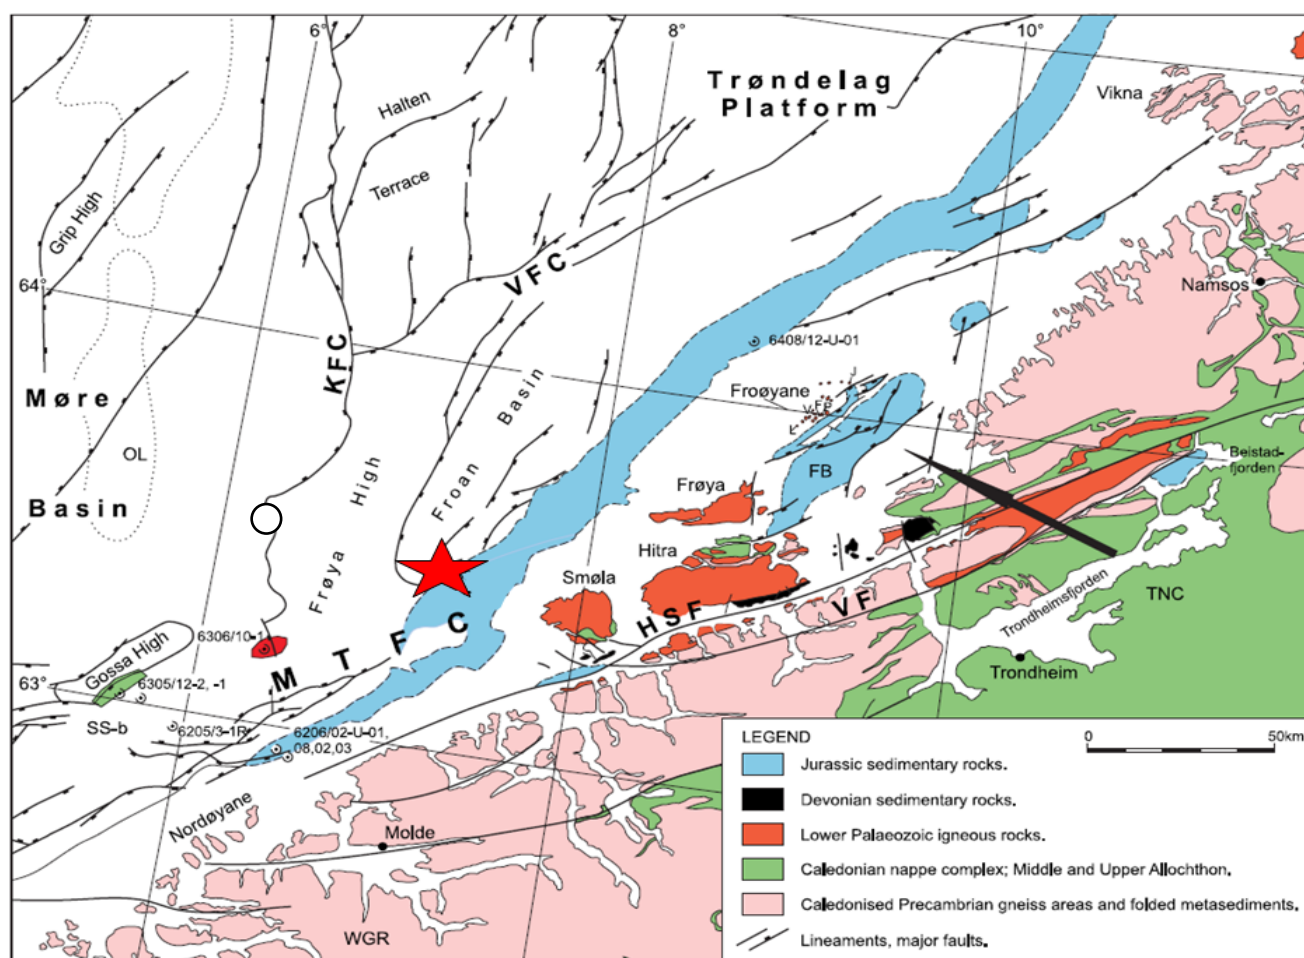 6°
8°
10°
Trøndelag
Platform
Vikna
Halten
Terrace
Grip High
VFC
64°
Namsos
6408/12-U-01
KFC
Froøyane
VFF
Møre
Basin
OL
Froan
Basin
Frøya
High
FB
Beistad-
fjorden
Frøya
Hitra
Smøla
HSF
VF
Trondheimsfjorden
TNC
Trondheim
6306/10-1
MTFC
Gossa High
63°
6305/12-2, -1
SS-b
6205/3-1R
6206/02-U-01,
08,02,03
Nordøyane
Molde
WGR
LEGEND
0
50km
Jurassic sedimentary rocks.
Devonian sedimentary rocks.
Lower Palaeozoic igneous rocks.
Caledonian nappe complex; Middle and Upper Allochthon.
Caledonised Precambrian gneiss areas and folded metasediments.
Lineaments, major faults.